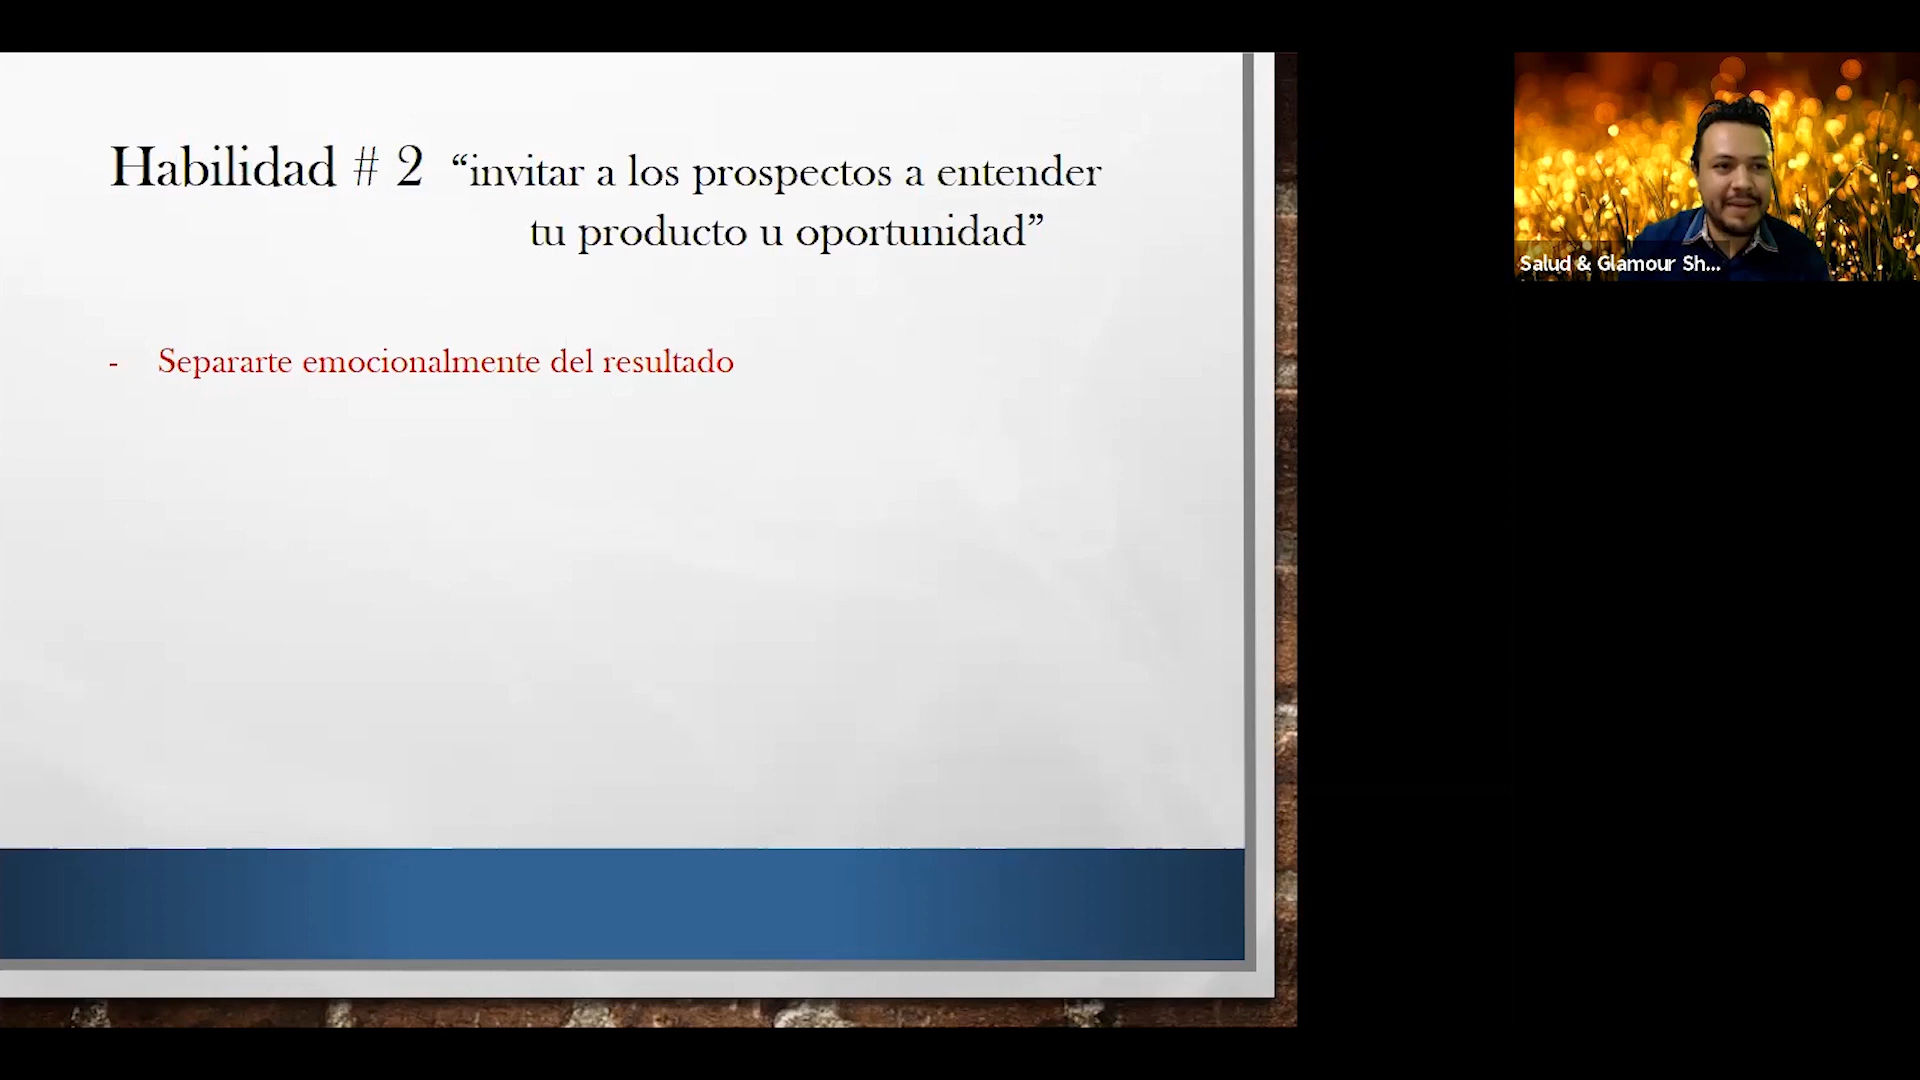 Habilidad # 2 “invitar a los prospectos a entender
tu producto u oportunidad”
- Separarte emocionalmente del resultado
Salud & Glamour Sh...